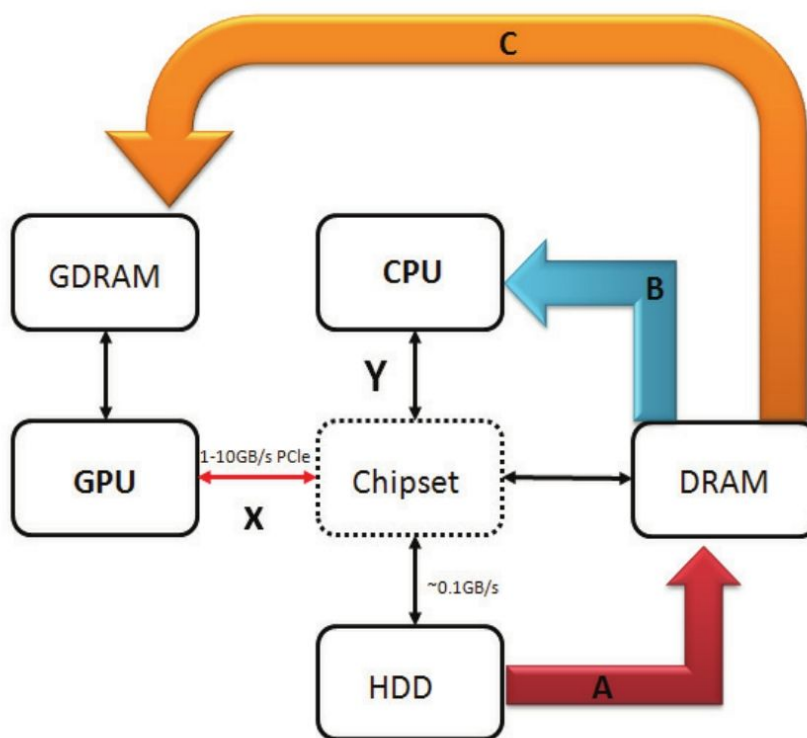 C
GDRAM
CPU
B
Y
1-10GB/s PCIe
GPU
Chipset
DRAM
X
~0.1GB/s
HDD
A